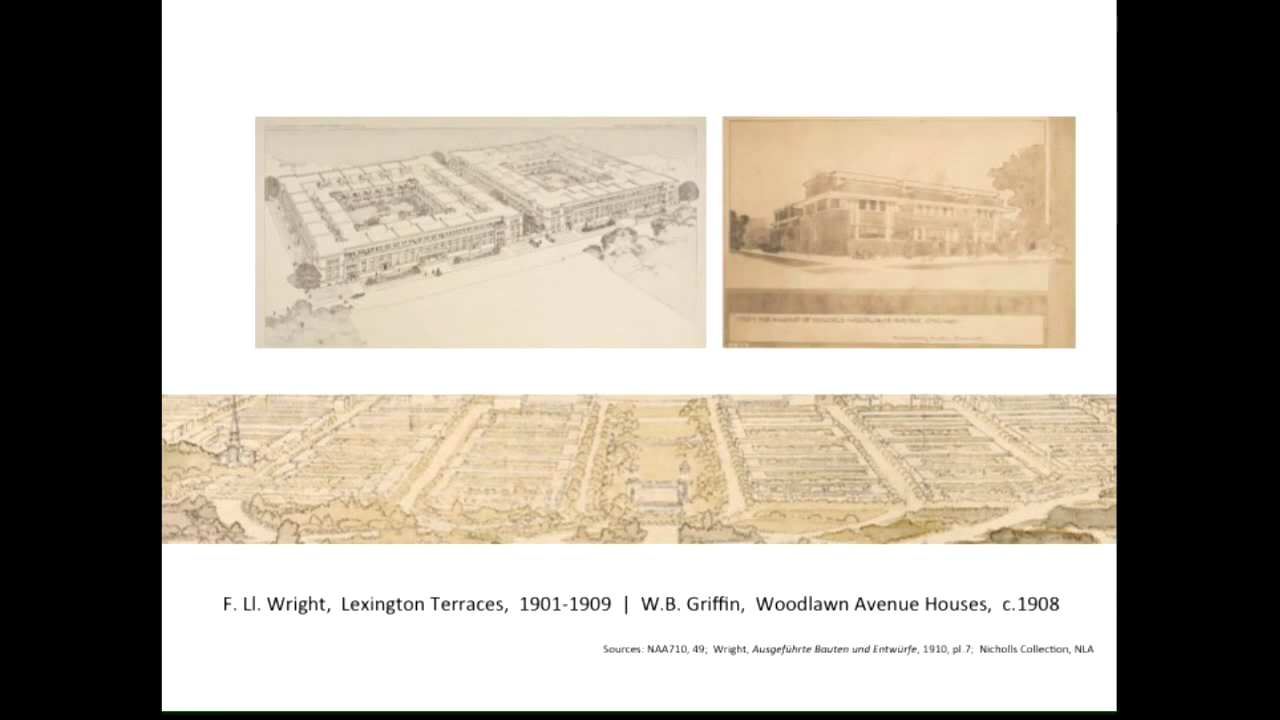 F. Ll. Wright, Lexington Terraces, 1901-1909 | W.B. Griffin, Woodlawn Avenue Houses, c.1908
Sources: NAA710, 49; Wright, Ausgeführte Bauten und Entwürfe, 1910, pl.7; Nicholls Collection, NLA